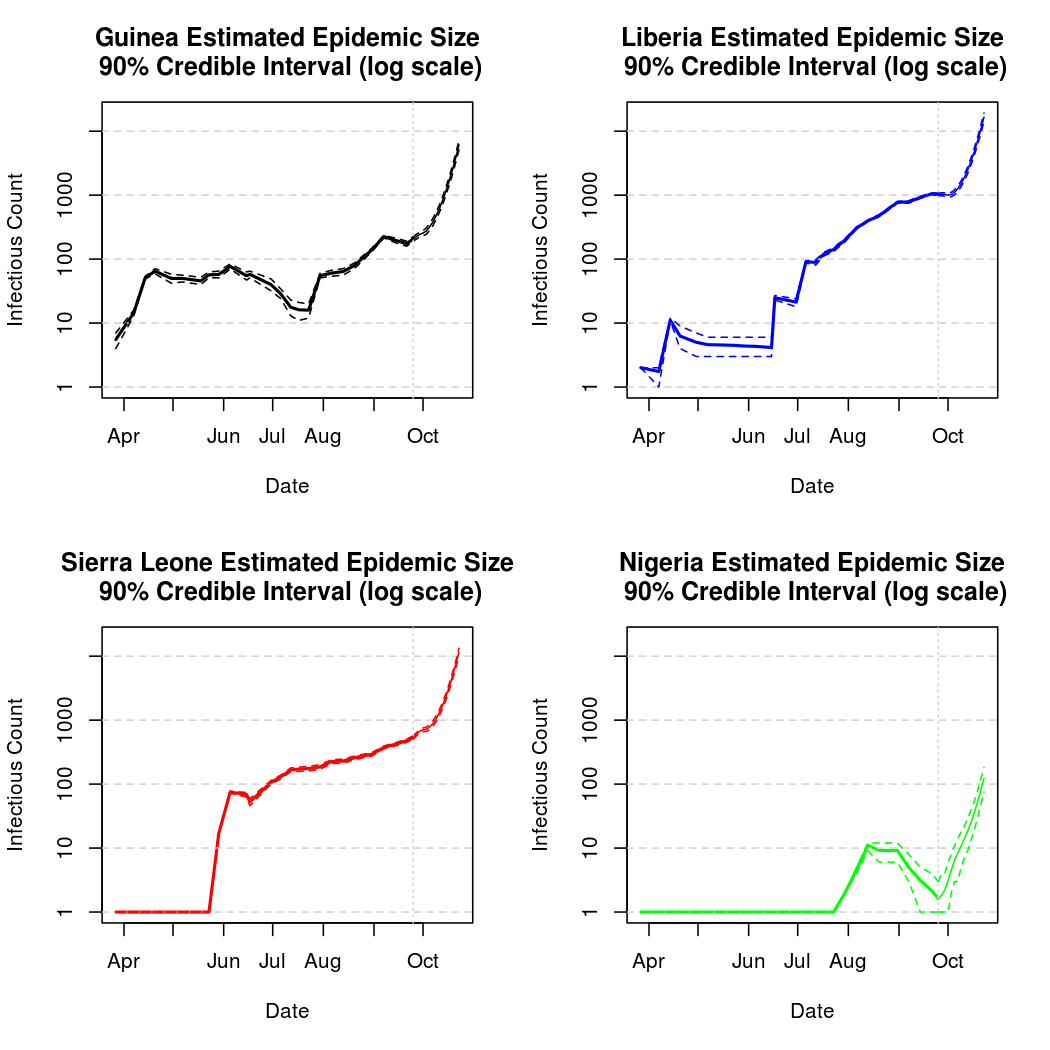 Guinea Estimated Epidemic Size
90% Credible Interval (log scale)
Infectious Count
1000
100
10
1
Apr Jun Jul Aug Oct
Date
Liberia Estimated Epidemic Size
90% Credible Interval (log scale)
Infectious Count
1000
100
10
1
Apr Jun Jul Aug Oct
Date
Sierra Leone Estimated Epidemic Size
90% Credible Interval (log scale)
Infectious Count
1000
100
10
1
Apr Jun Jul Aug Oct
Date
Nigeria Estimated Epidemic Size
90% Credible Interval (log scale)
Infectious Count
1000
100
10
1
Apr Jun Jul Aug Oct
Date